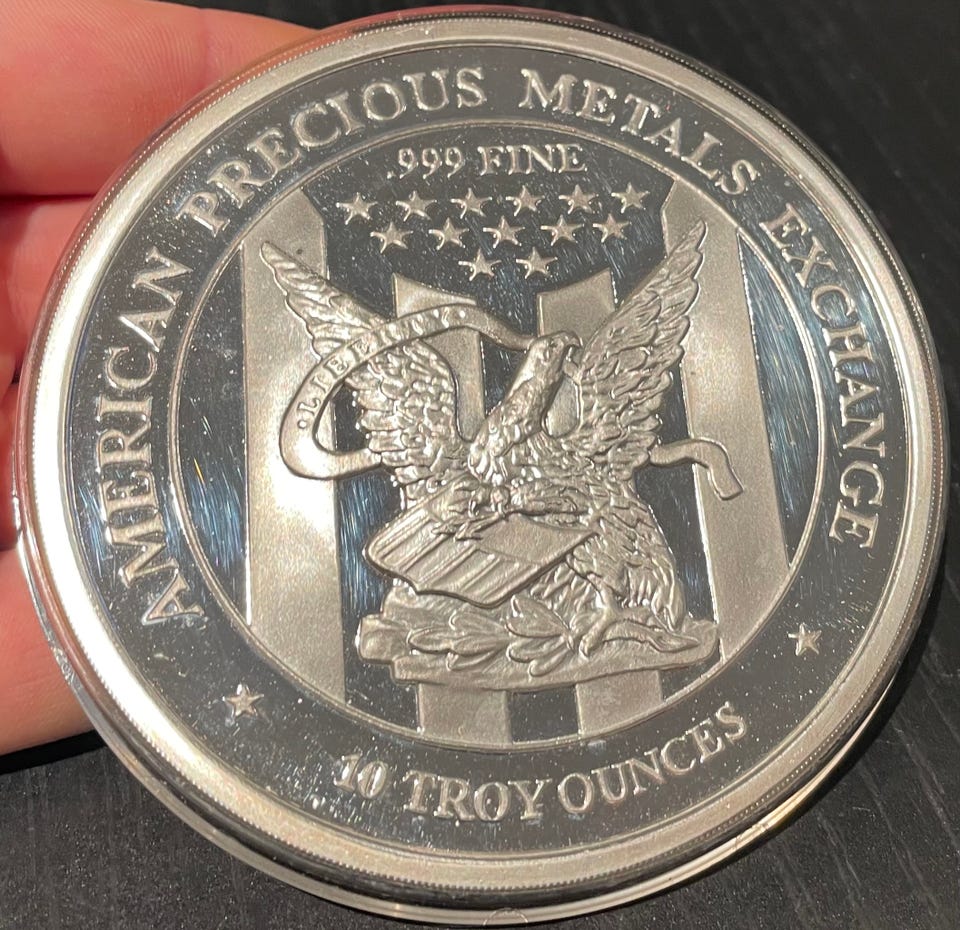 AMERICAN PRECIOUS METALS EXCHANGE
.999 FINE
LIBERTY
10 TROY OUNCES